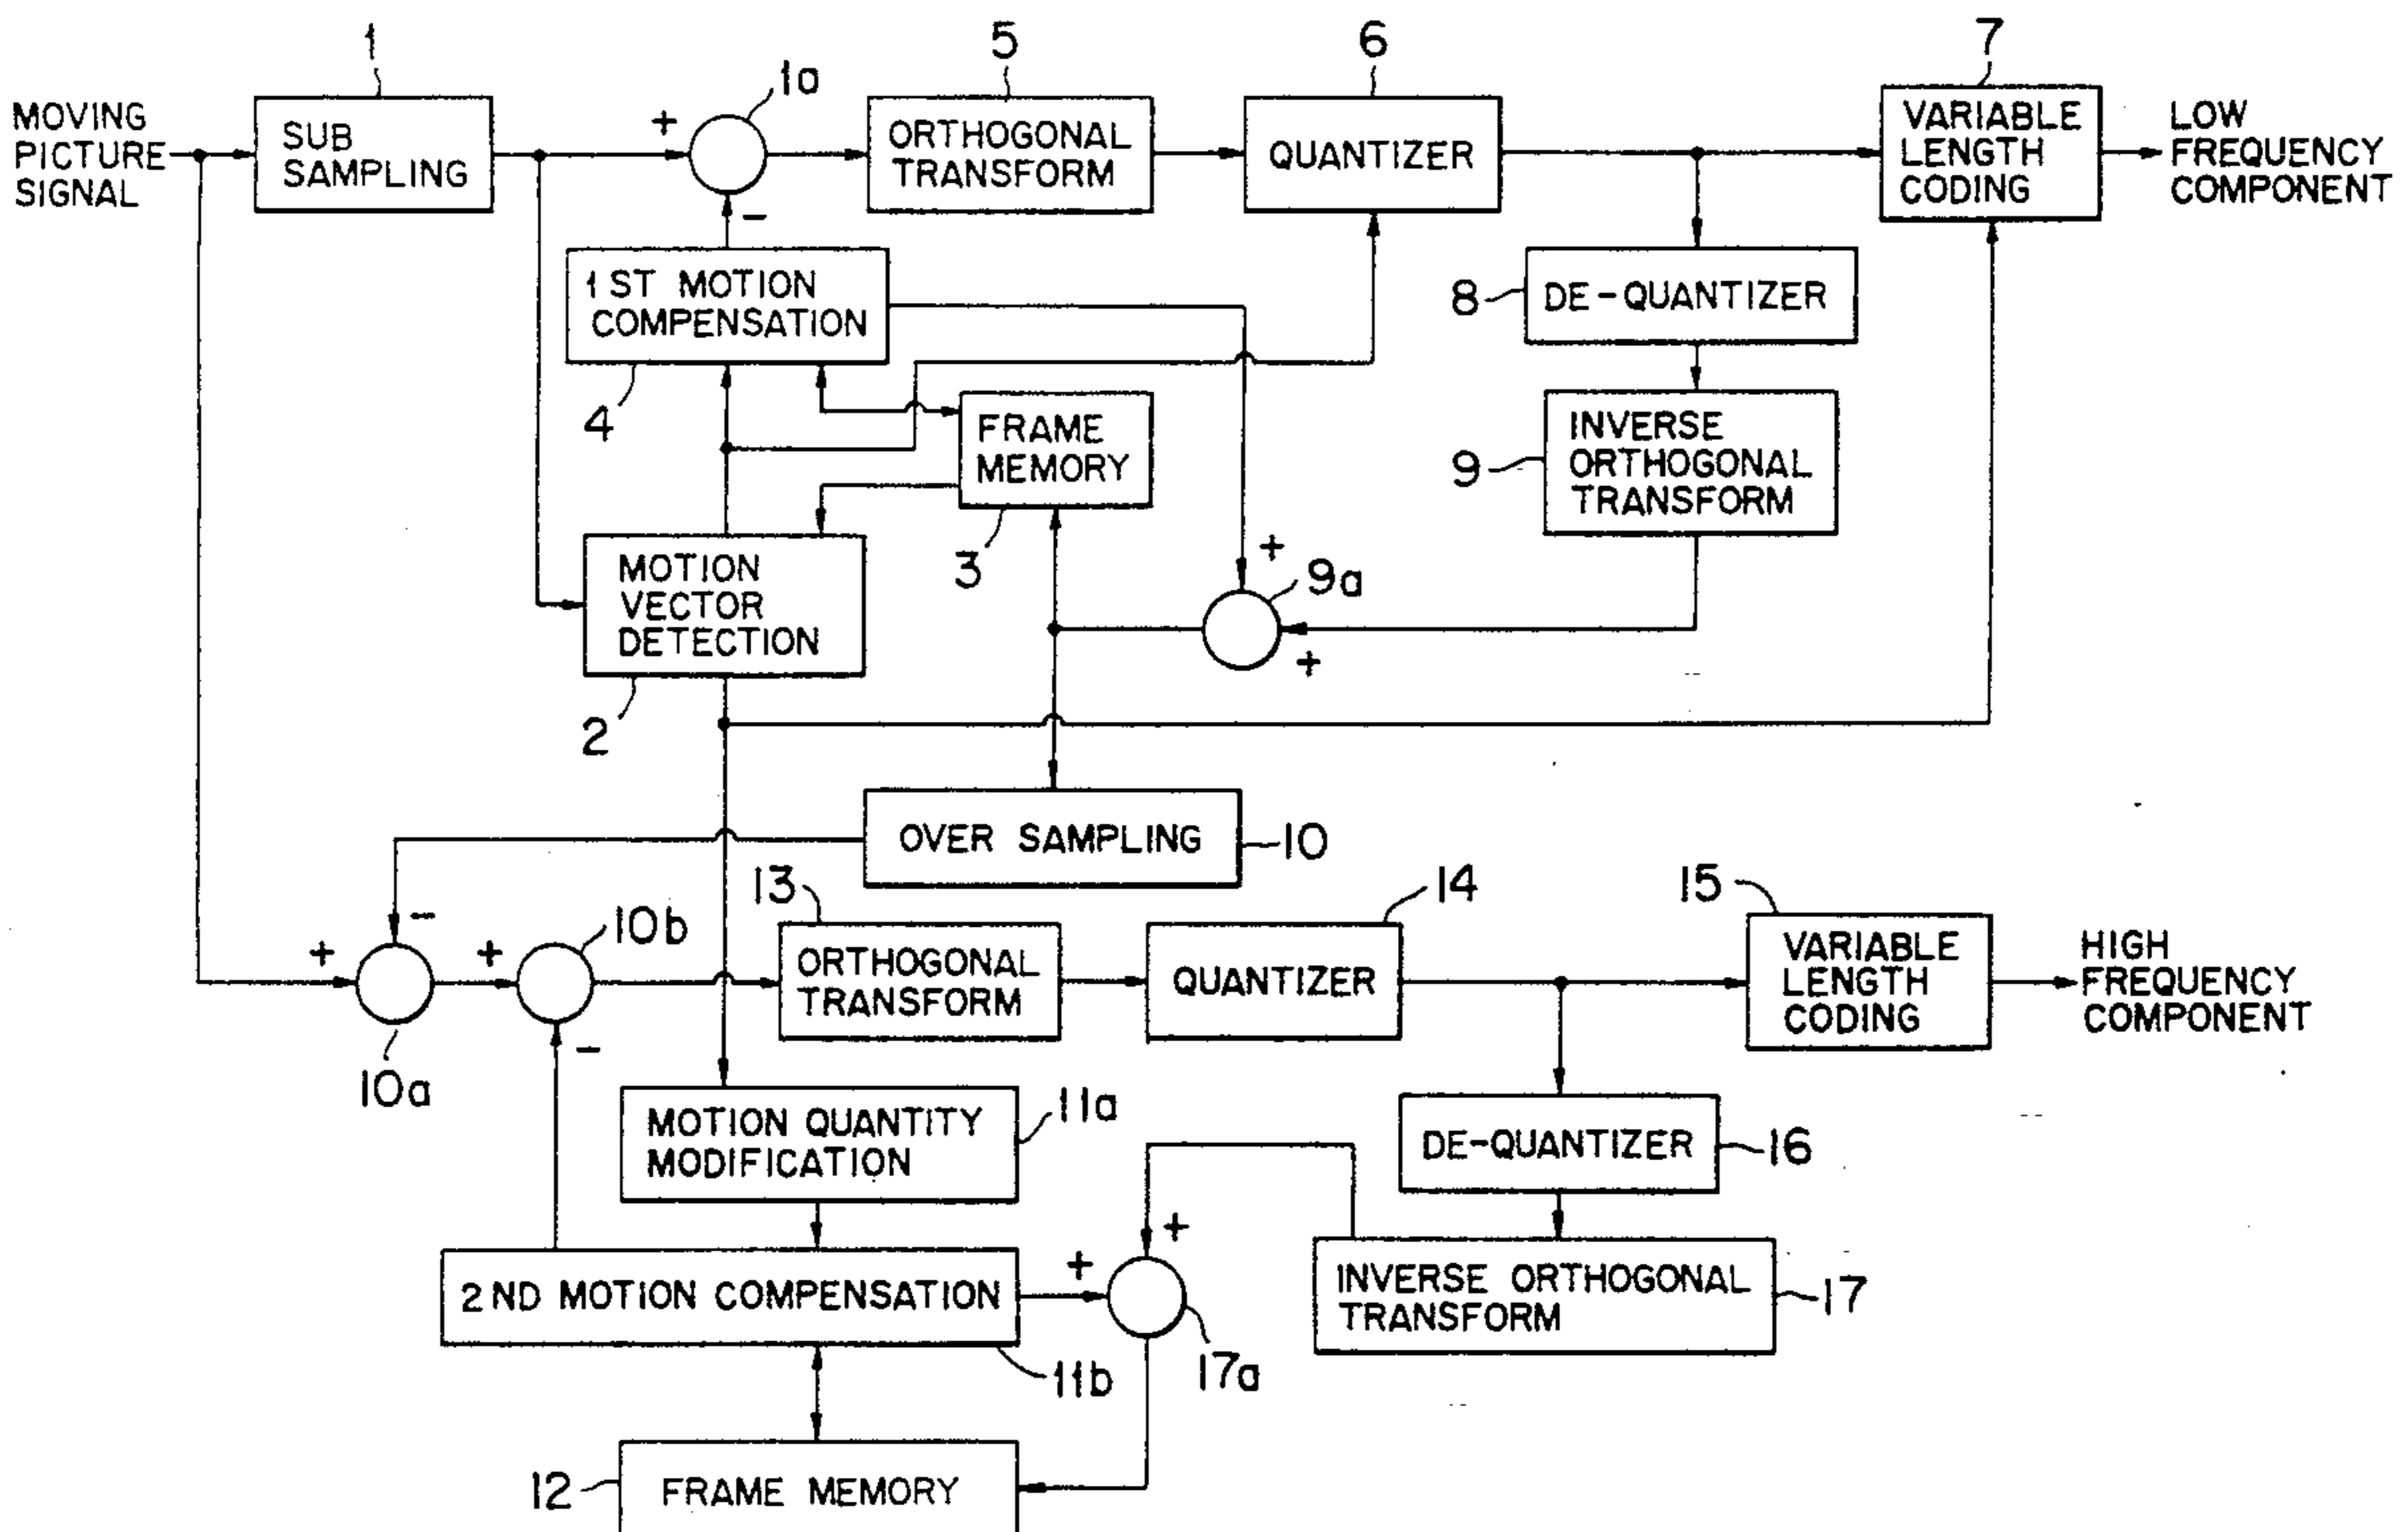 1
1a
5
6
7
MOVING
PICTURE
SIGNAL
SUB
SAMPLING
+
-
ORTHOGONAL
TRANSFORM
QUANTIZER
VARIABLE
LENGTH
CODING
LOW
FREQUENCY
COMPONENT
1ST MOTION
COMPENSATION
4
8
DE-QUANTIZER
FRAME
MEMORY
3
9
INVERSE
ORTHOGONAL
TRANSFORM
MOTION
VECTOR
DETECTION
2
+
9a
+
OVER SAMPLING
10
13
14
15
+
-
10a
+
10b
-
ORTHOGONAL
TRANSFORM
QUANTIZER
VARIABLE
LENGTH
CODING
HIGH
FREQUENCY
COMPONENT
MOTION QUANTITY
MODIFICATION
11a
DE-QUANTIZER
16
2ND MOTION COMPENSATION
11b
+
+
17a
INVERSE ORTHOGONAL
TRANSFORM
17
12
FRAME MEMORY